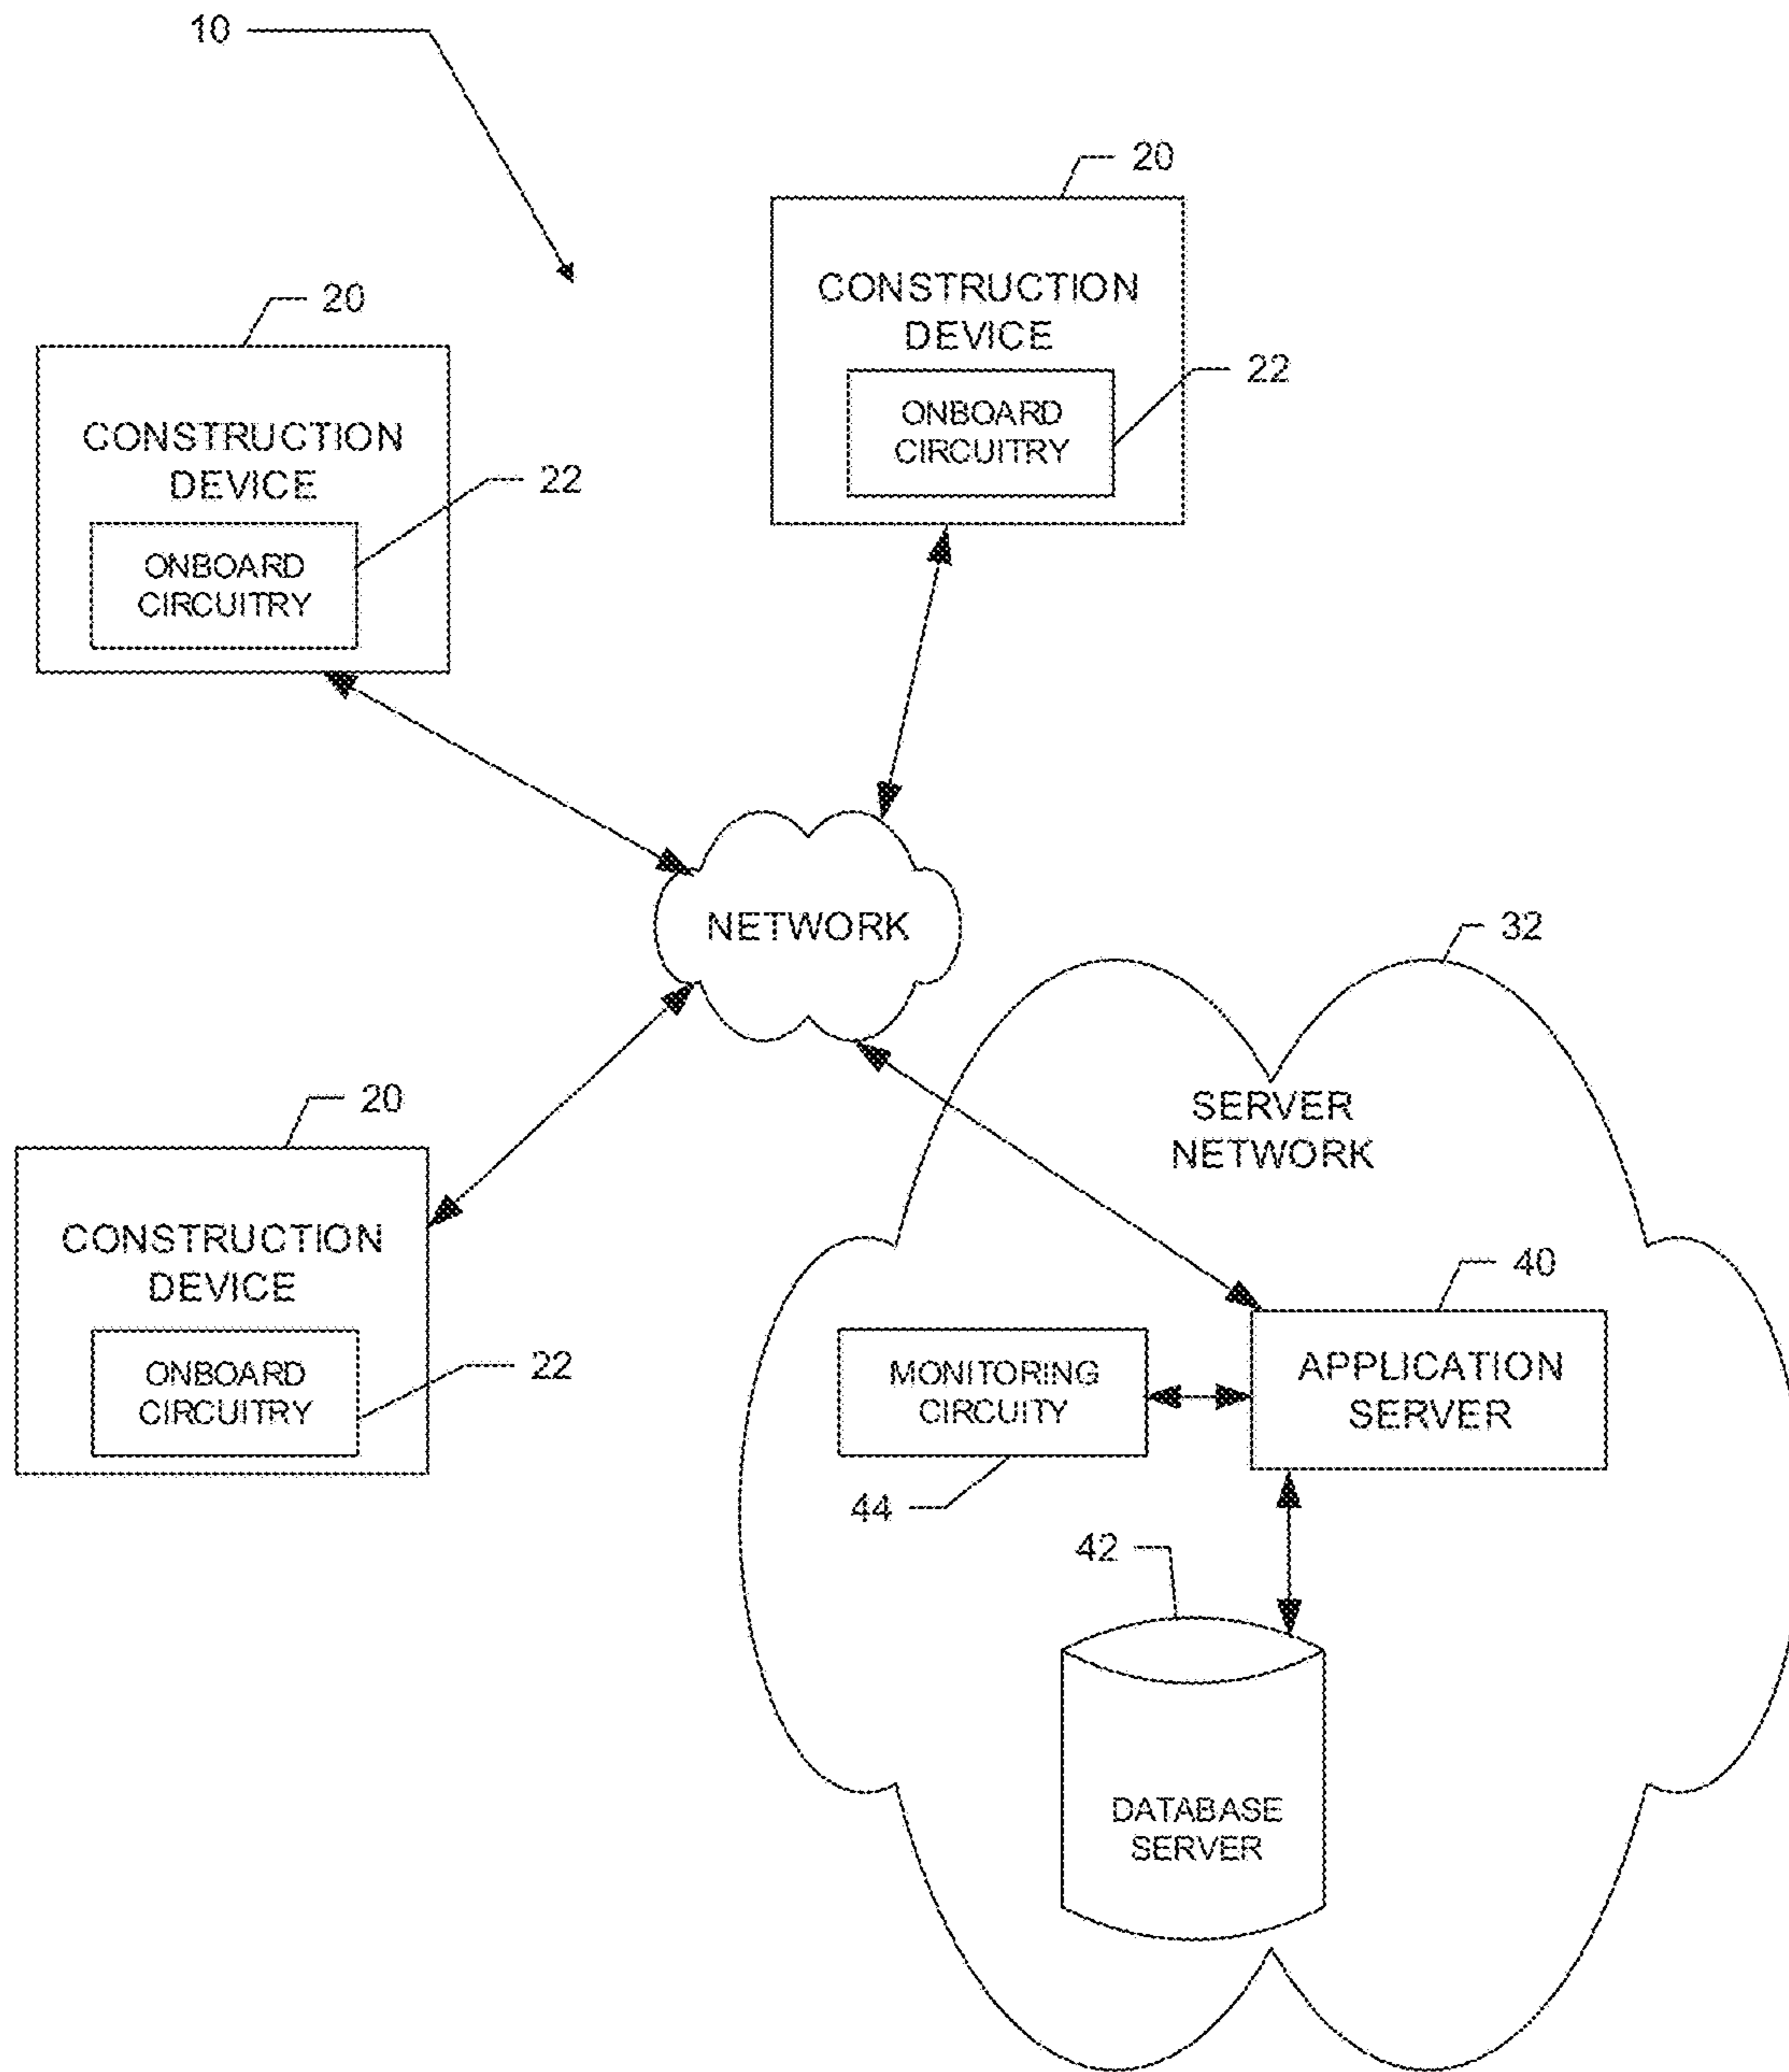 10
20
CONSTRUCTION
DEVICE
22
ONBOARD
CIRCUITRY
20
CONSTRUCTION
DEVICE
22
ONBOARD
CIRCUITRY
NETWORK
32
SERVER
NETWORK
20
CONSTRUCTION
DEVICE
22
ONBOARD
CIRCUITRY
40
APPLICATION
SERVER
MONITORING
CIRCUITY
44
42
DATABASE
SERVER